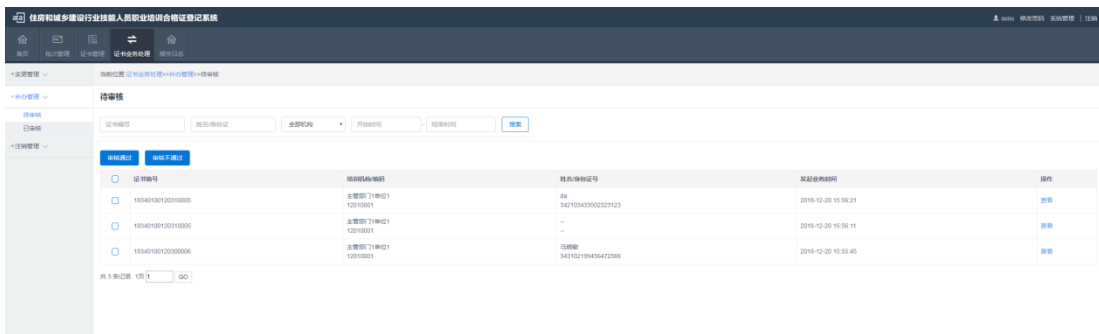 住房和城乡建设行业技能人员职业培训合格证登记系统
susu 修改密码 系统管理 | 注销
首页 批次管理 证书管理 证书业务处理 操作日志
变更管理
补办管理
待审核
已审核
注销管理
当前位置:证书业务处理>>补办管理>>待审核
待审核
证书编号 姓名/身份证 全部机构 开始时间 - 结束时间 搜索
审核通过 审核不通过
证书编号 培训机构/编码 姓名/身份证号 发起业务时间 操作
18340100120310005 主管部门1单位1 da 2018-12-20 15:56:21 查看
12010001 342103433502323123
18340100120310005 主管部门1单位1 -- 2018-12-20 15:56:11 查看
12010001 --
18340100120300006 主管部门1单位1 2018-12-20 15:55:45 查看
12010001 343102199456472588
共 3 条记录 1页 1 GO